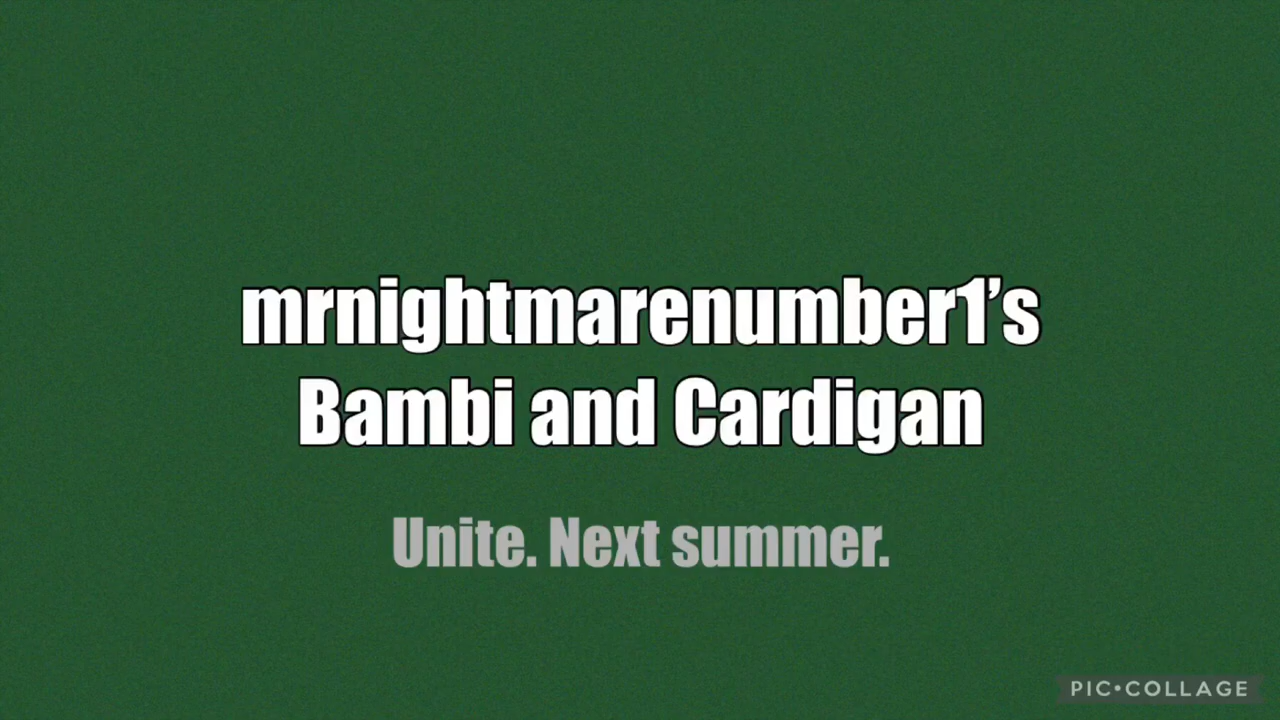 mrnightmarenumber1’s
Bambi and Cardigan
Unite. Next summer.
PIC•COLLAGE